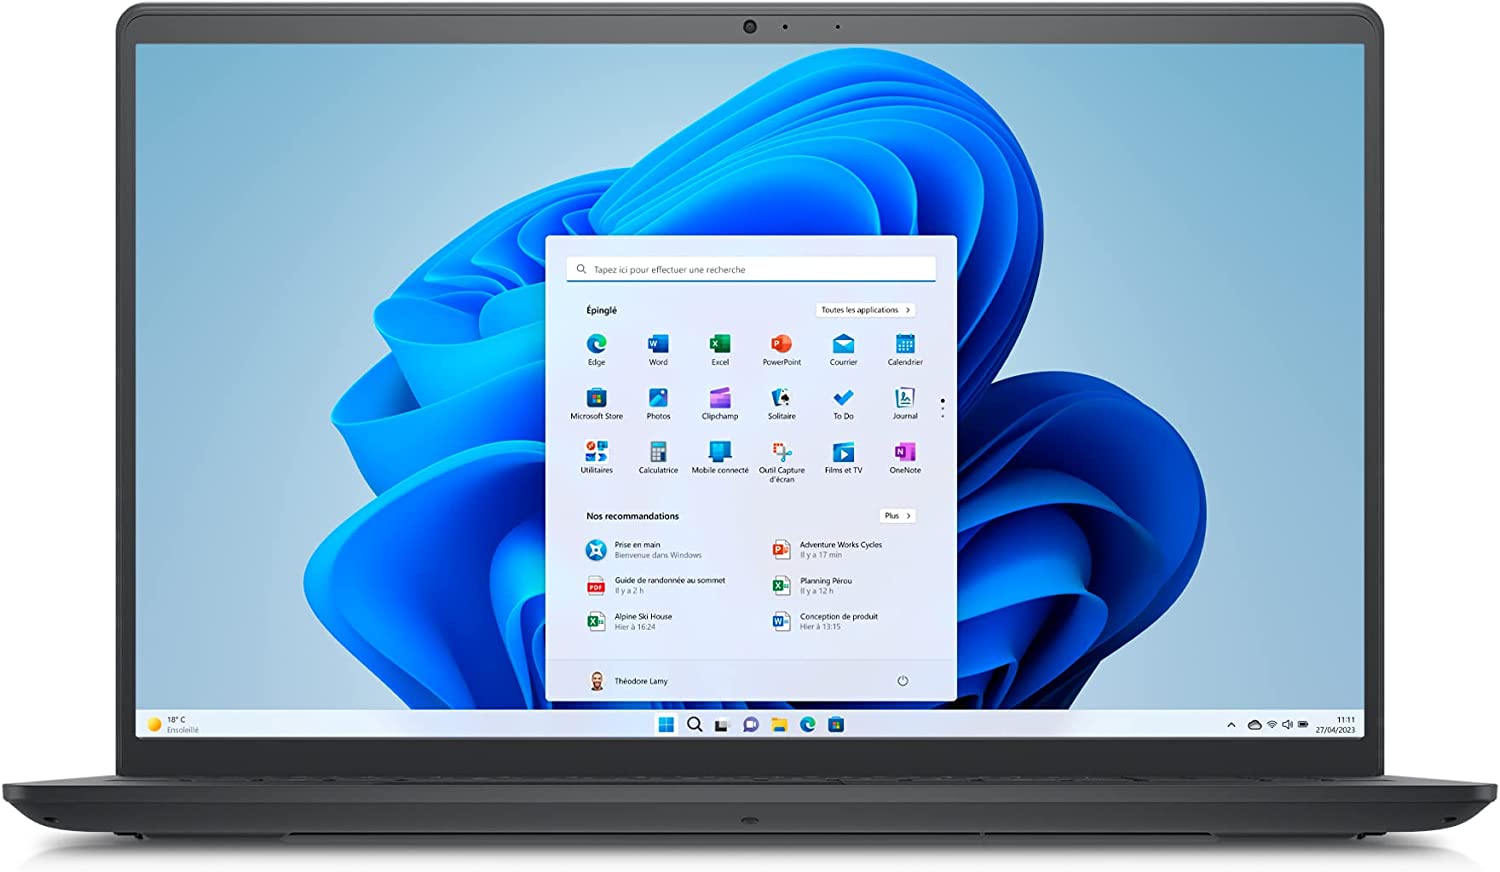 Tapez ici pour effectuer une recherche
Épinglé
Toutes les applications
Edge
Word
Excel
PowerPoint
Courrier
Calendrier
Microsoft Store
Photos
Clipchamp
Solitaire
To Do
Journal
Utilitaires
Calculatrice
Mobile connecté
Outil Capture
d'écran
Films et TV
OneNote
Nos recommandations
Plus
Prise en main
Bienvenue dans Windows
Adventure Works Cycles
Il y a 17 min
PDF
Guide de randonnée au sommet
Il y a 2 h
Planning Pérou
Il y a 12 h
Alpine Ski House
Hier à 16:24
Conception de produit
Hier à 13:15
Théodore Lamy
18° C
Ensoleillé
11:11
27/04/2023